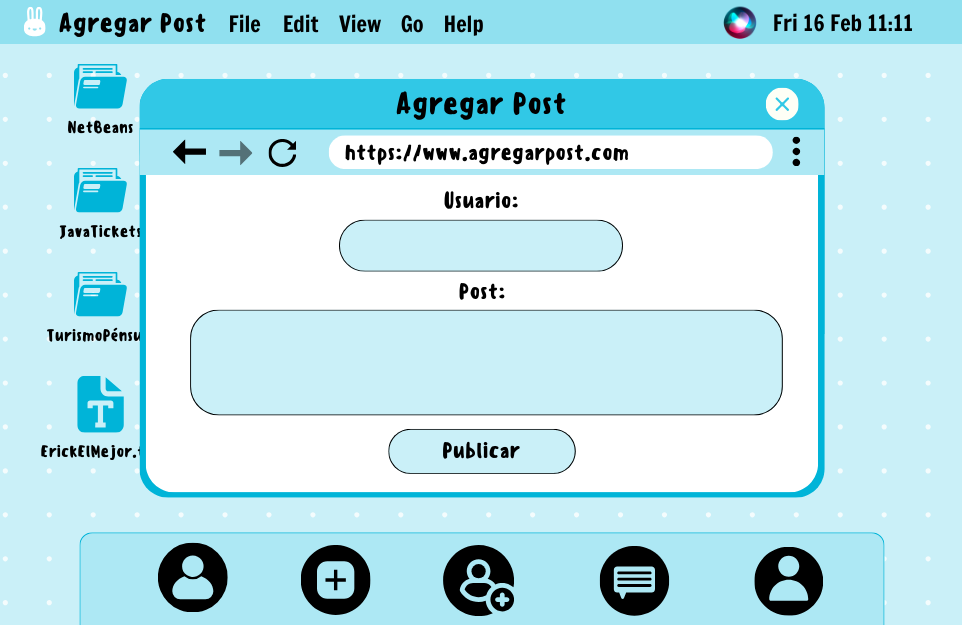 Agregar Post File Edit View Go Help Fri 16 Feb 11:11
NetBeans
JavaTickets
TurismoPénsu
ErickElMejor.
Agregar Post
https://www.agregarpost.com
Usuario:
Post:
Publicar